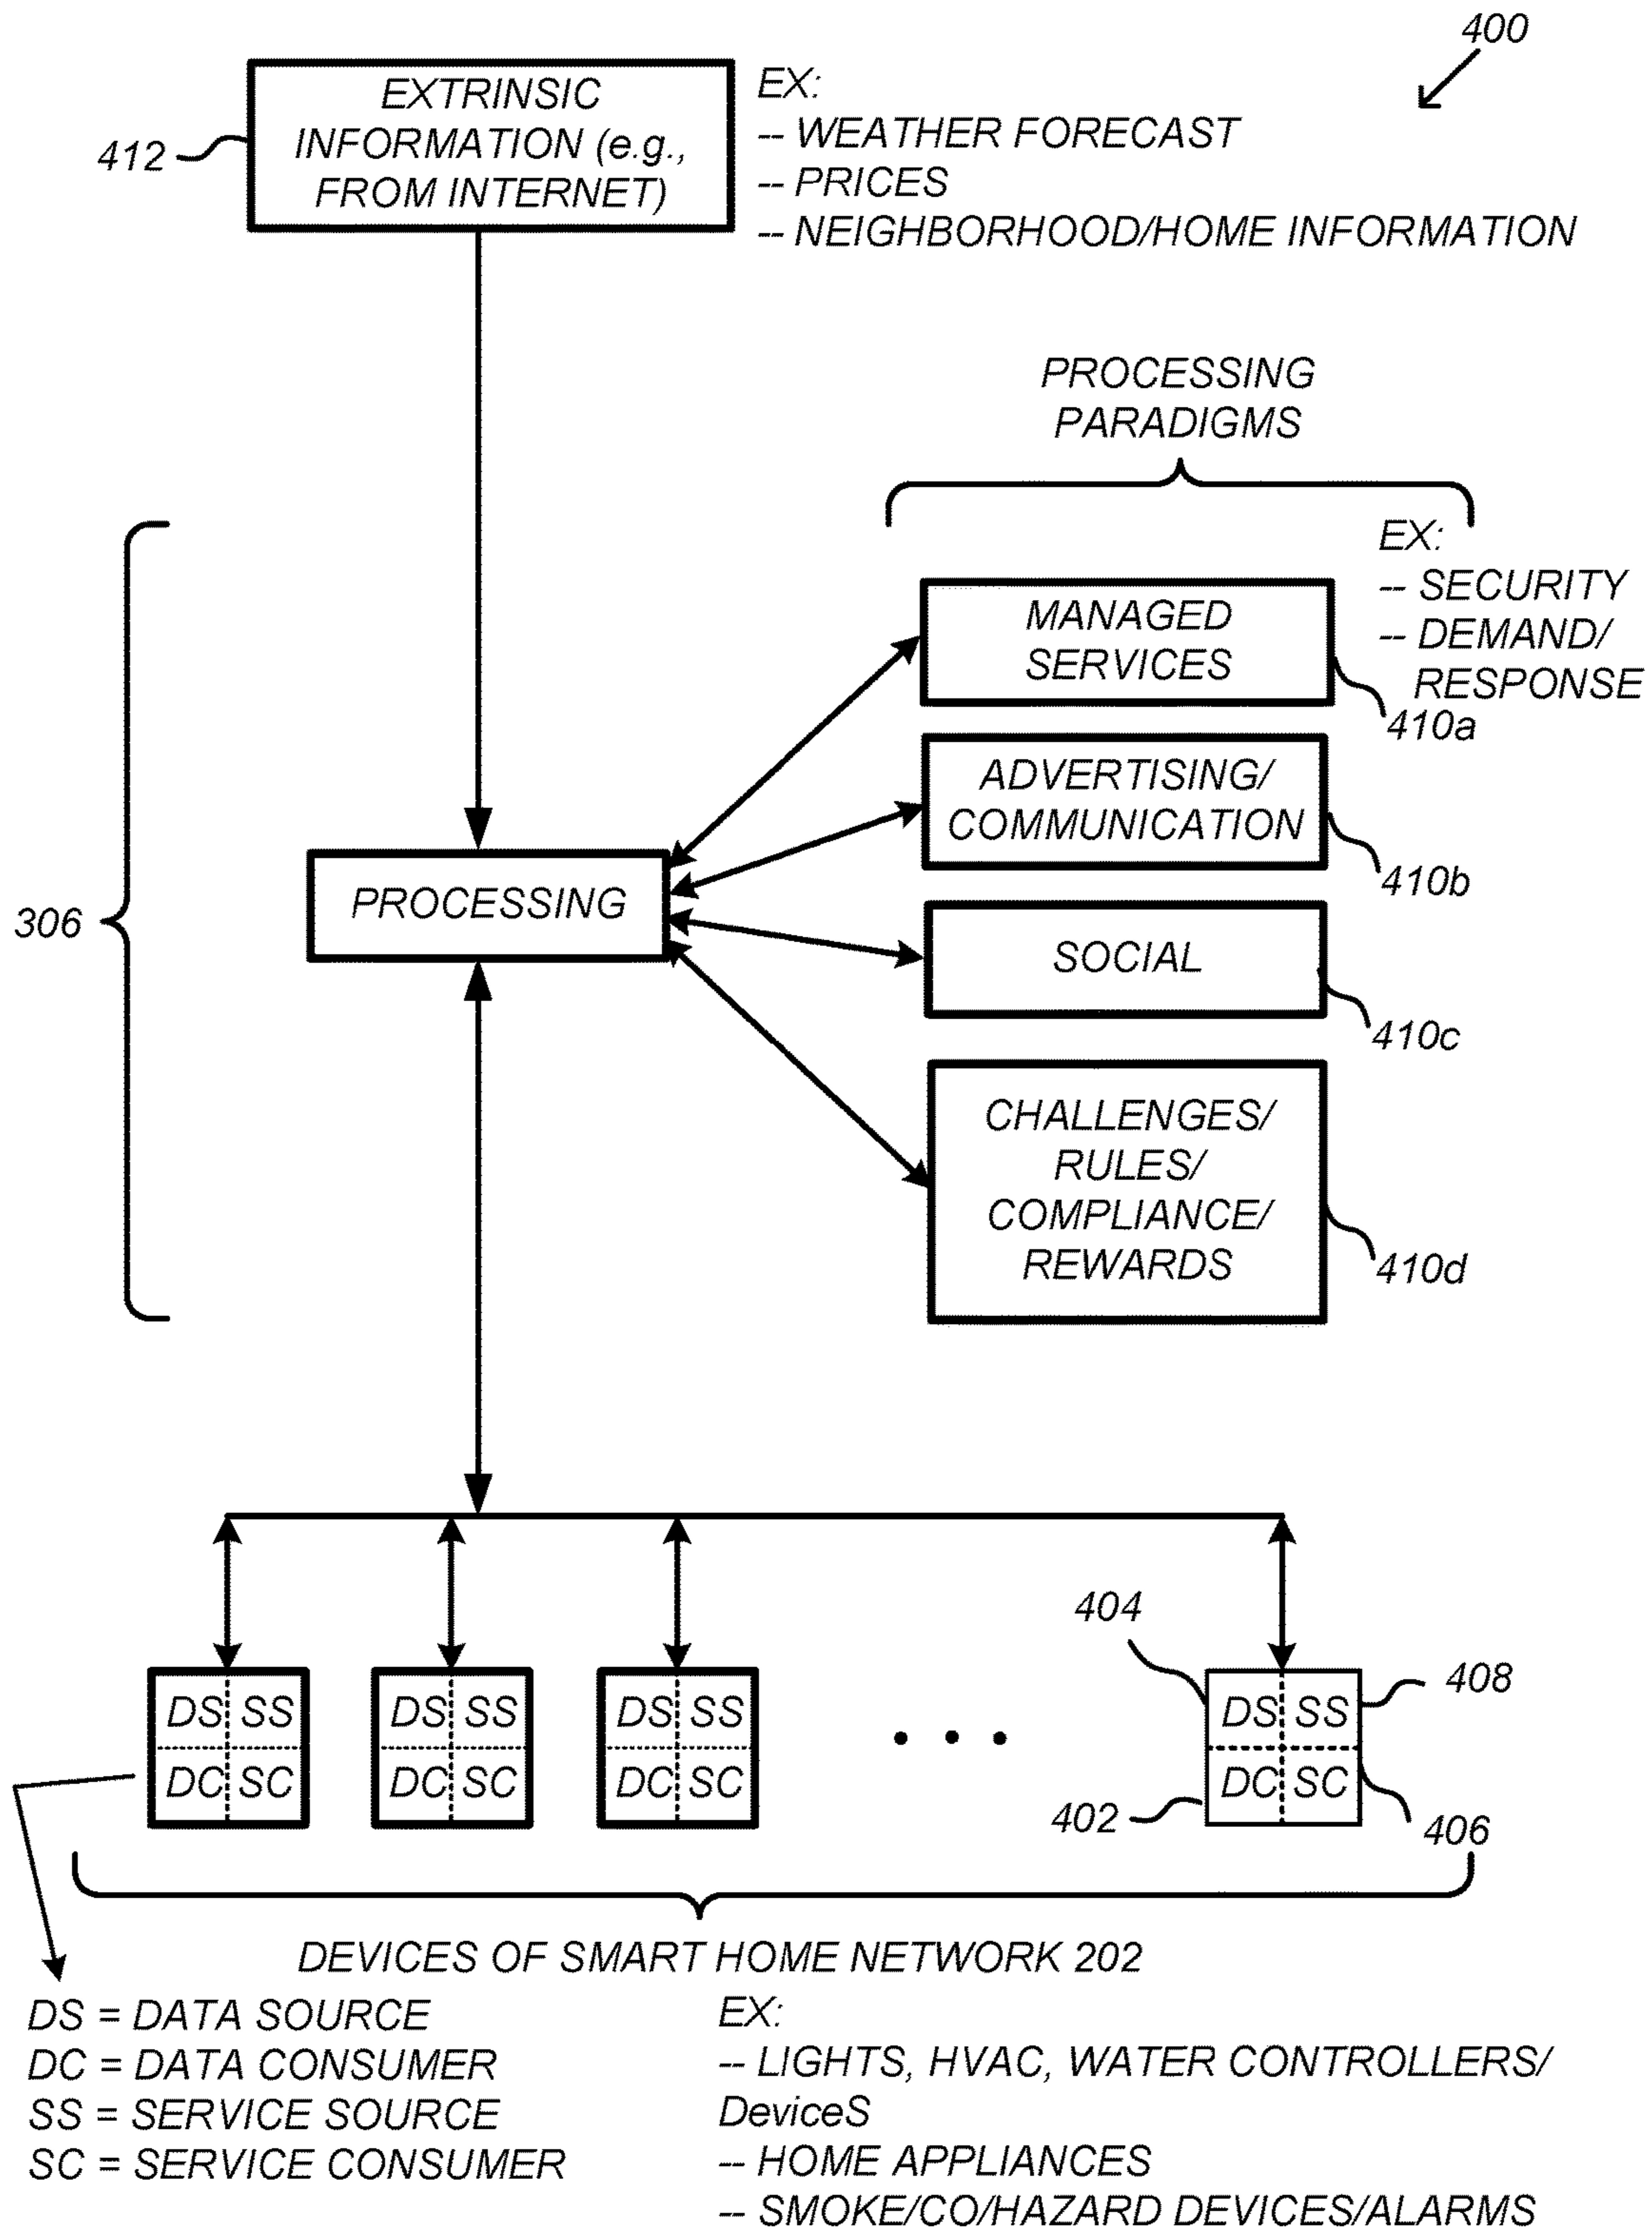 400
EXTRINSIC
INFORMATION (e.g.,
FROM INTERNET)
412
EX:
-- WEATHER FORECAST
-- PRICES
-- NEIGHBORHOOD/HOME INFORMATION
PROCESSING
PARADIGMS
EX:
-- SECURITY
-- DEMAND/
RESPONSE
MANAGED
SERVICES
410a
ADVERTISING/
COMMUNICATION
410b
PROCESSING
306
SOCIAL
410c
CHALLENGES/
RULES/
COMPLIANCE/
REWARDS
410d
404
408
DS SS
DC SC
DS SS
DC SC
DS SS
DC SC
. . .
DS SS
DC SC
402
406
DEVICES OF SMART HOME NETWORK 202
DS = DATA SOURCE
DC = DATA CONSUMER
SS = SERVICE SOURCE
SC = SERVICE CONSUMER
EX:
-- LIGHTS, HVAC, WATER CONTROLLERS/
DeviceS
-- HOME APPLIANCES
-- SMOKE/CO/HAZARD DEVICES/ALARMS